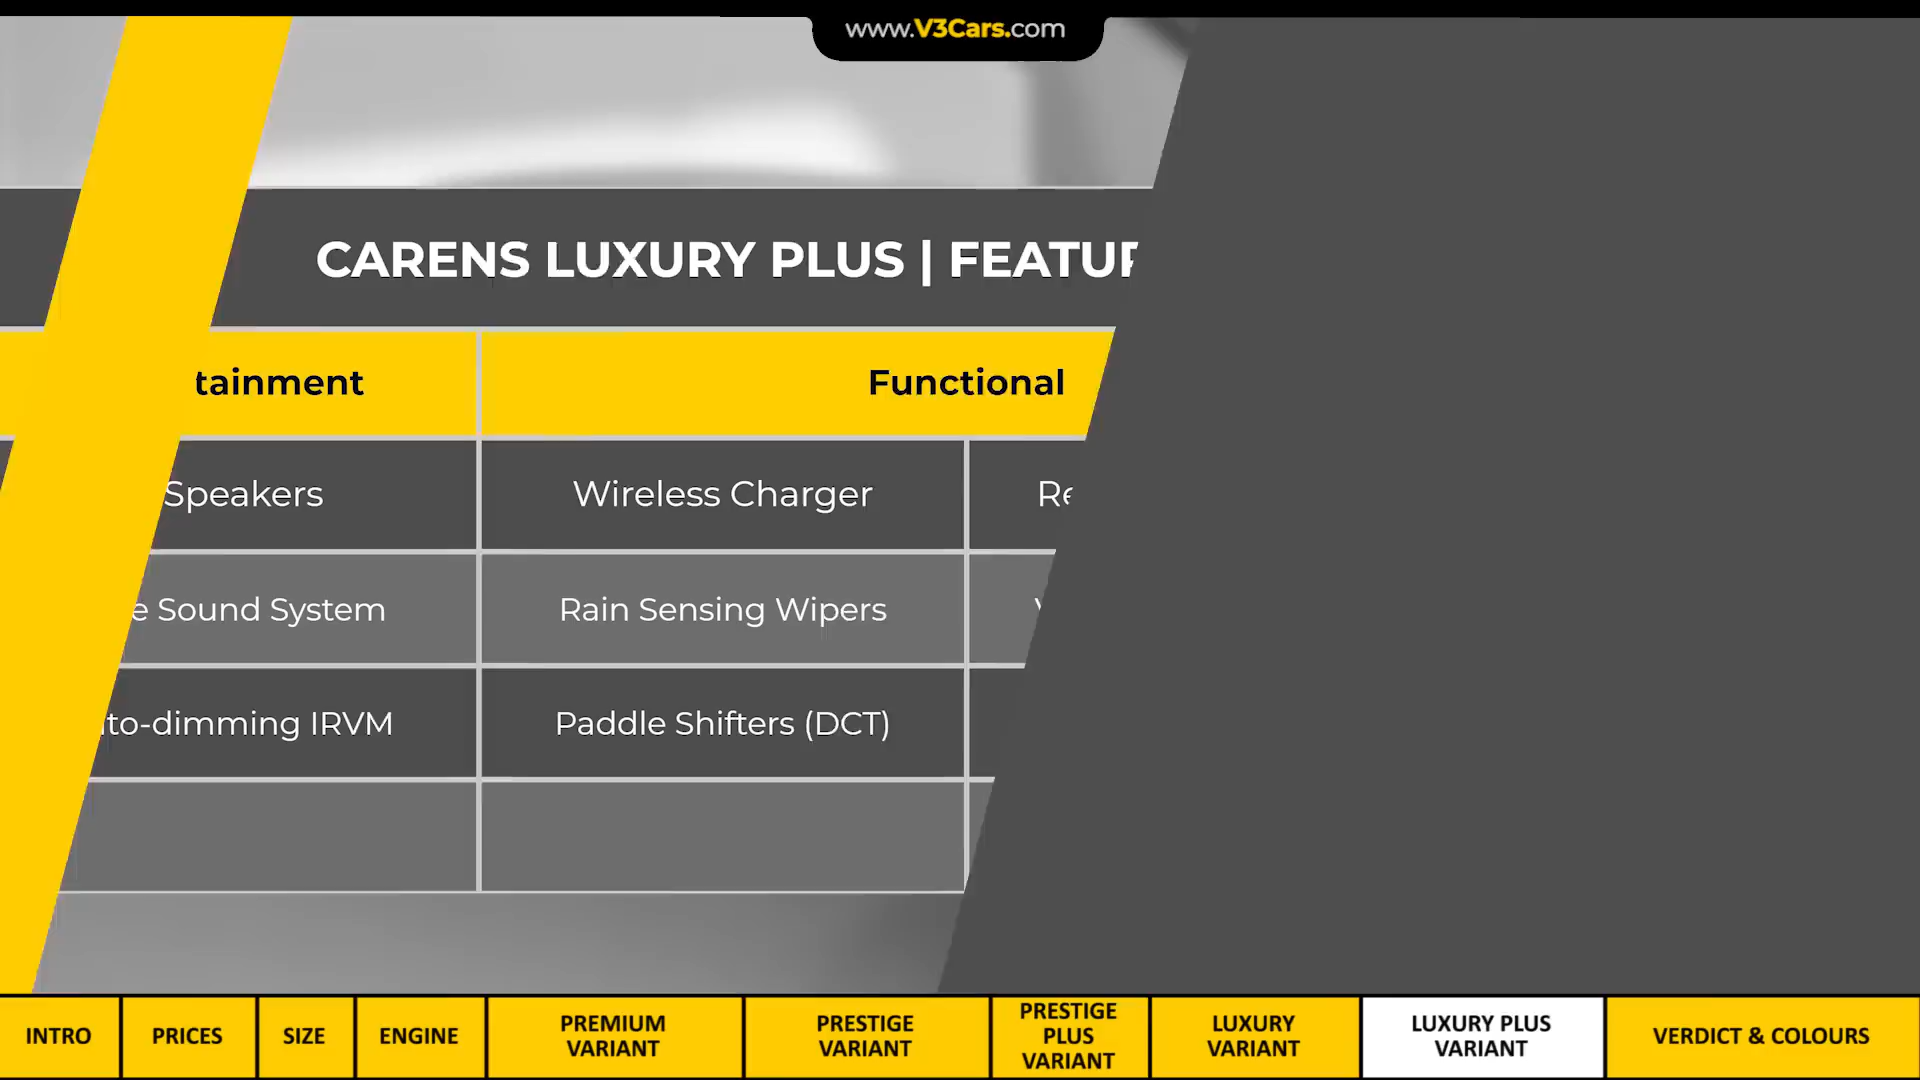 www.V3Cars.com
CARENS LUXURY PLUS | FEATU
tainment
Functional
Speakers
Wireless Charger
Re
e Sound System
Rain Sensing Wipers
to-dimming IRVM
Paddle Shifters (DCT)
INTRO
PRICES
SIZE
ENGINE
PREMIUM
VARIANT
PRESTIGE
VARIANT
PRESTIGE
PLUS
VARIANT
LUXURY
VARIANT
LUXURY PLUS
VARIANT
VERDICT & COLOURS